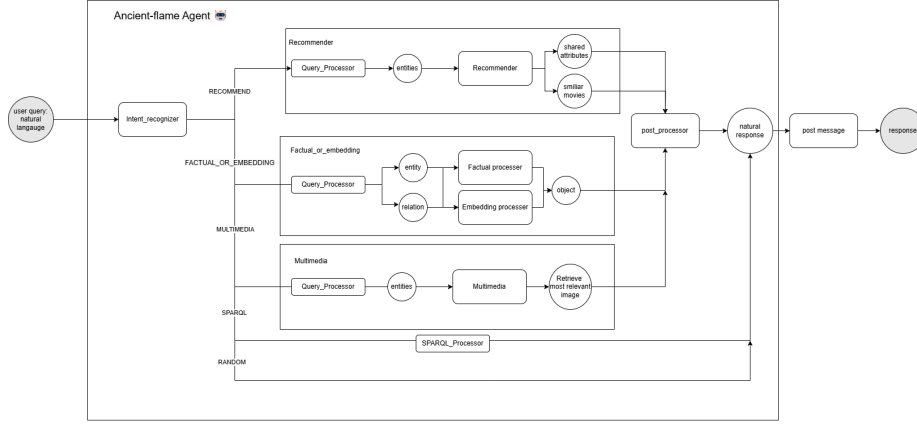 Ancient-flame Agent
Recommender
Query_Processor
entities
Recommender
shared
attributes
smiliar
movies
RECOMMEND
user query:
natural
langauge
Intent_recognizer
post_processor
natural
response
post message
response
Factual_or_embedding
FACTUAL_OR_EMBEDDING
Query_Processor
entity
relation
Factual processer
Embedding processer
object
MULTIMEDIA
Multimedia
Query_Processor
entities
Multimedia
Retrieve
most relevant
image
SPARQL
SPARQL_Processor
RANDOM